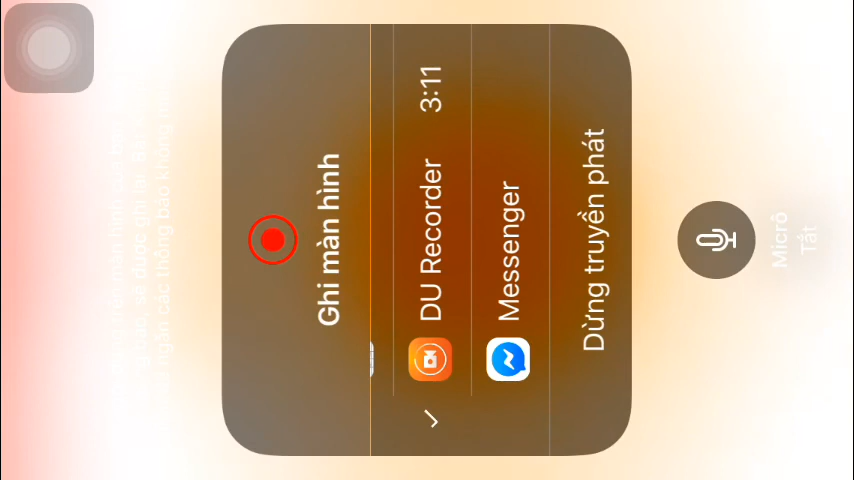 Ghi màn hình
DU Recorder 3:11
Messenger
Dừng truyền phát
Micrô
Tắt